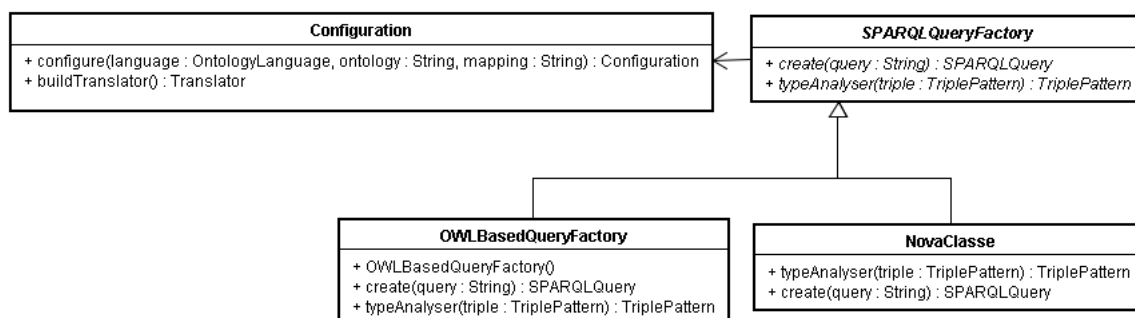 Configuration
+ configure(language : OntologyLanguage, ontology : String, mapping : String) : Configuration
+ buildTranslator() : Translator
SPARQLQueryFactory
+ create(query : String) : SPARQLQuery
+ typeAnalyser(triple : TriplePattern) : TriplePattern
OWLBasedQueryFactory
+ OWLBasedQueryFactory()
+ create(query : String) : SPARQLQuery
+ typeAnalyser(triple : TriplePattern) : TriplePattern
NovaClasse
+ typeAnalyser(triple : TriplePattern) : TriplePattern
+ create(query : String) : SPARQLQuery